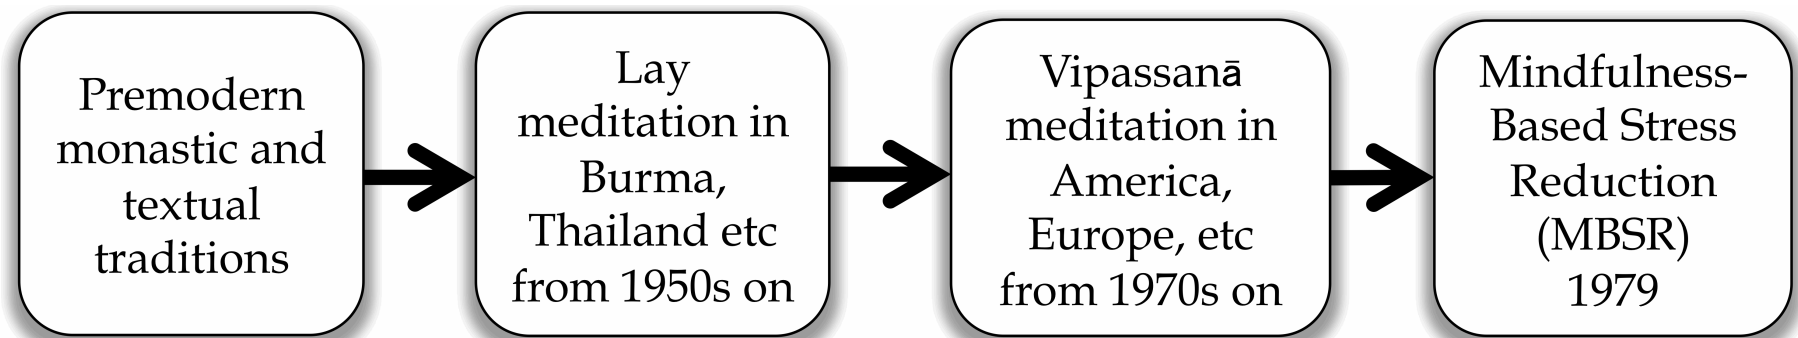 Premodern
monastic and
textual
traditions
Lay
meditation in
Burma,
Thailand etc
from 1950s on
Vipassanā
meditation in
America,
Europe, etc
from 1970s on
Mindfulness-
Based Stress
Reduction
(MBSR)
1979